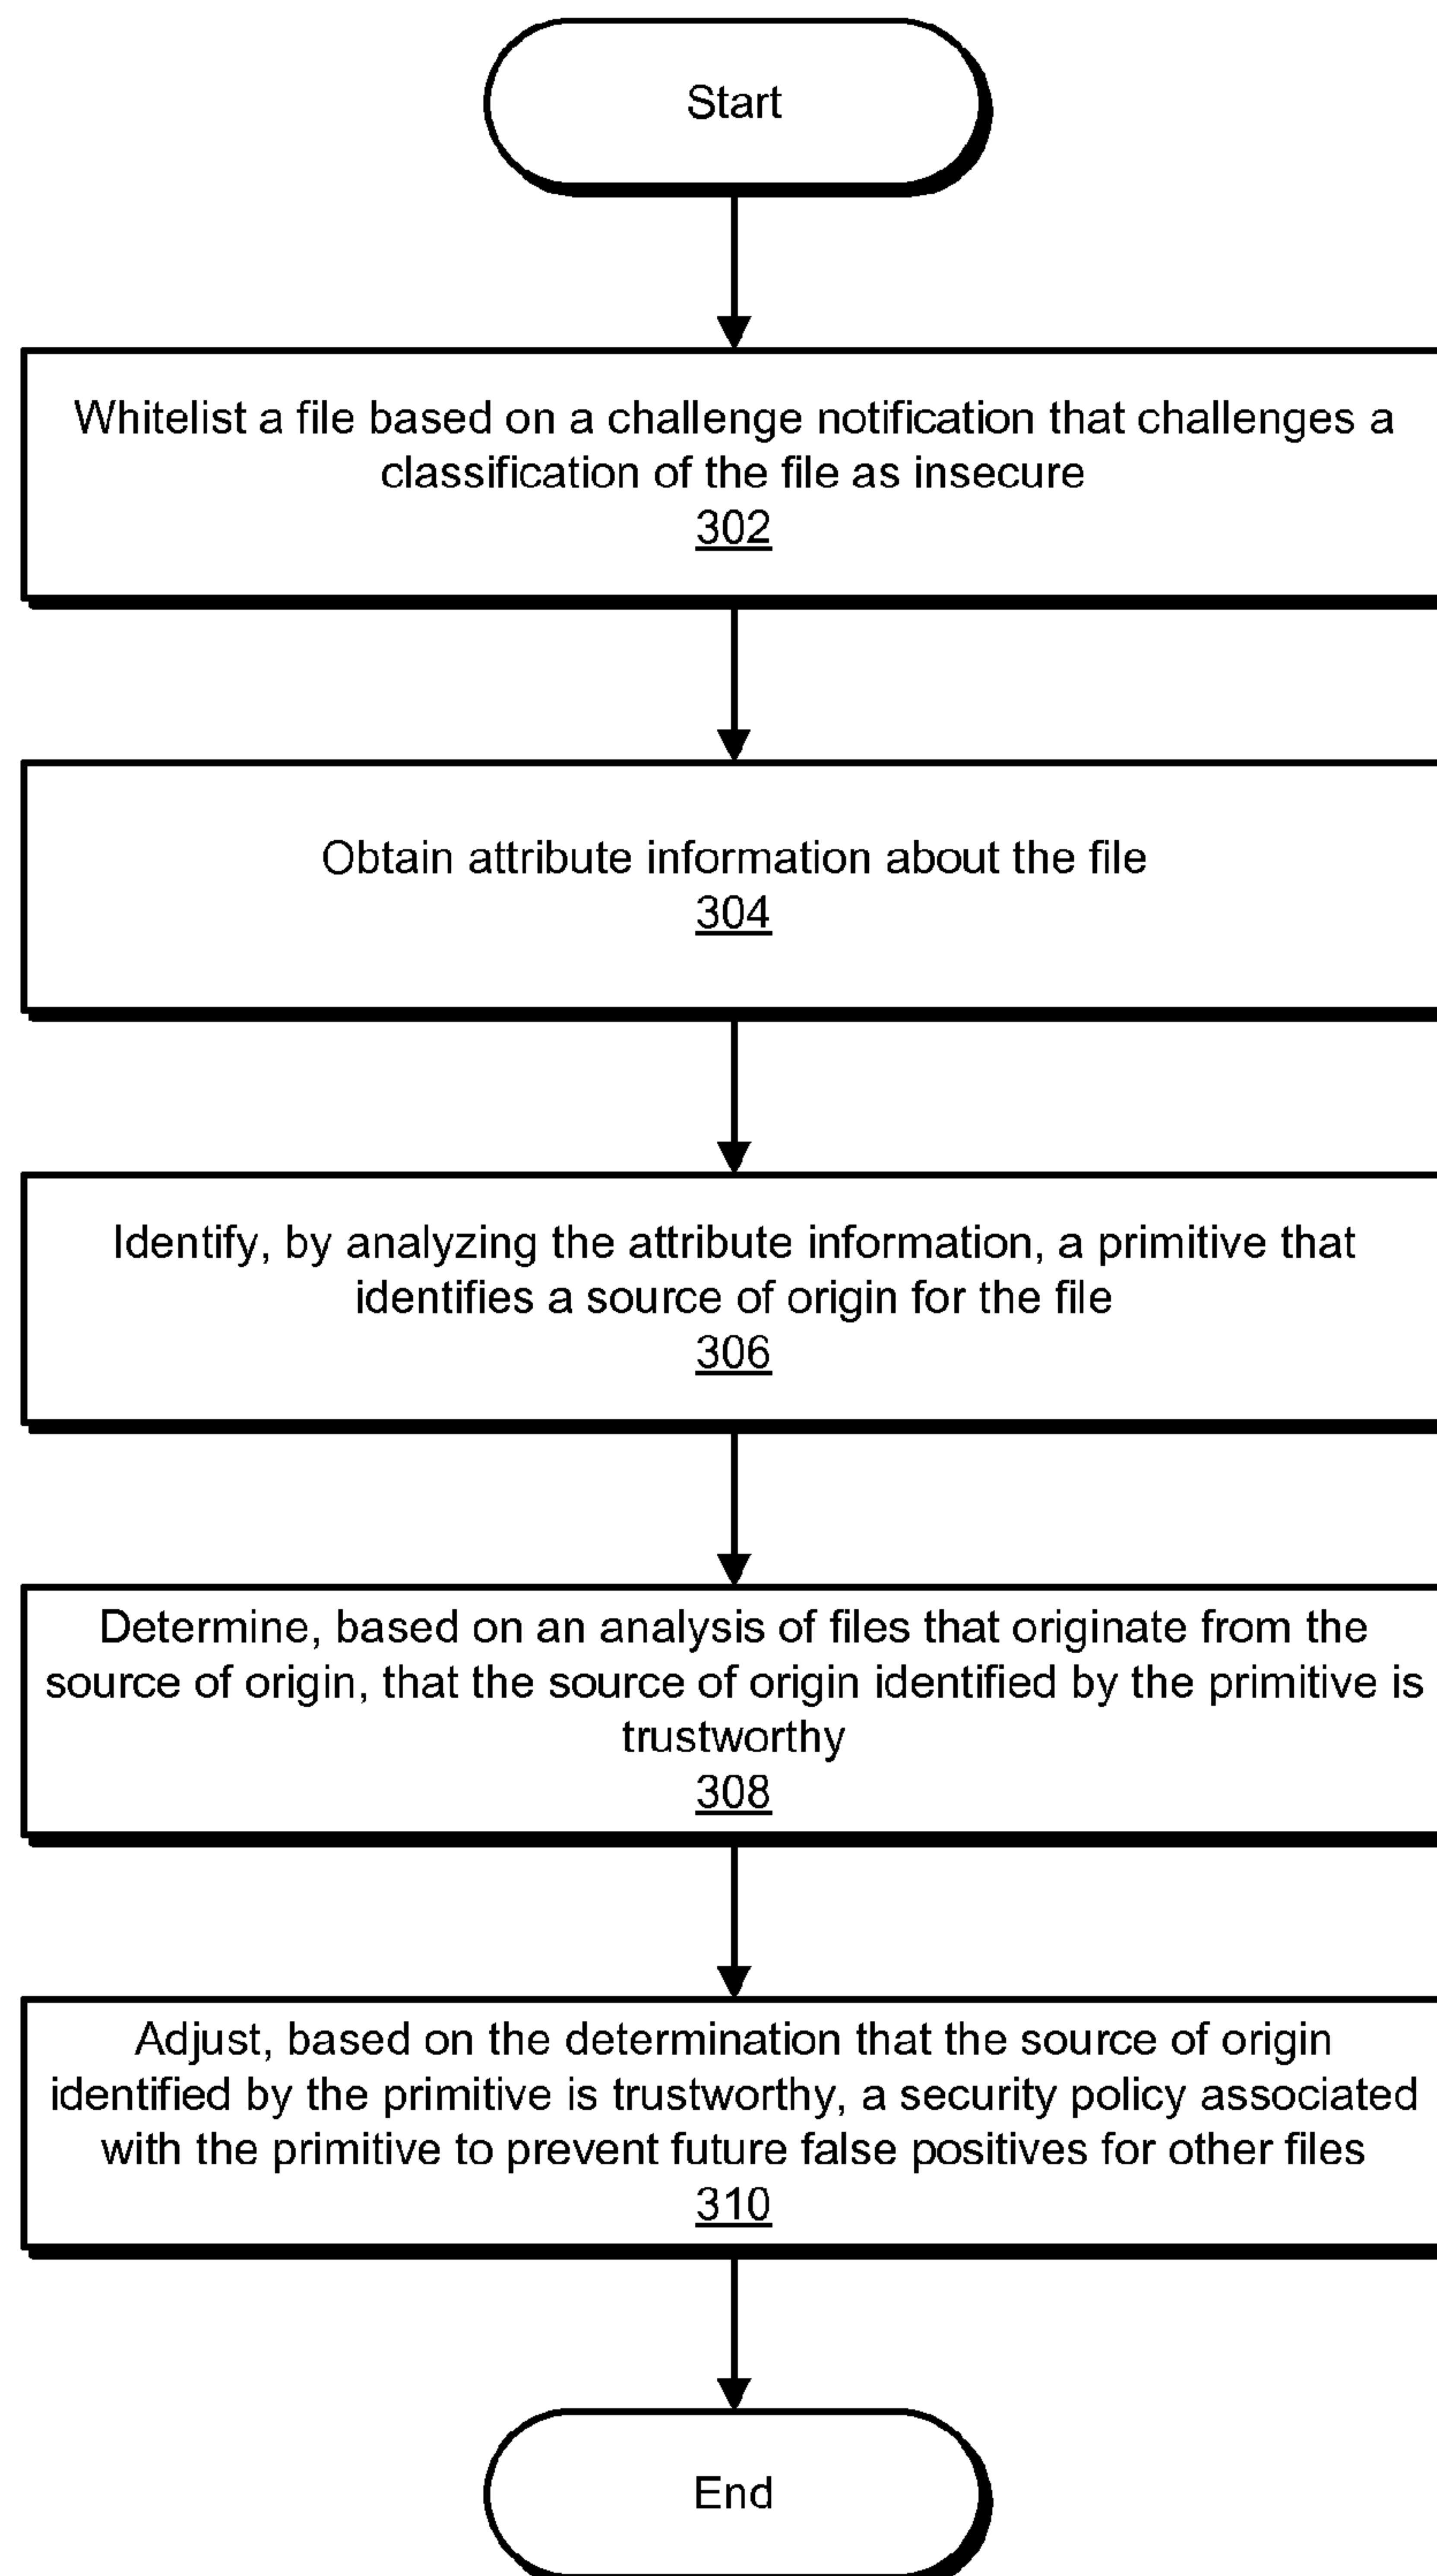 Start
Whitelist a file based on a challenge notification that challenges a
classification of the file as insecure
302
Obtain attribute information about the file
304
Identify, by analyzing the attribute information, a primitive that
identifies a source of origin for the file
306
Determine, based on an analysis of files that originate from the
source of origin, that the source of origin identified by the primitive is
trustworthy
308
Adjust, based on the determination that the source of origin
identified by the primitive is trustworthy, a security policy associated
with the primitive to prevent future false positives for other files
310
End